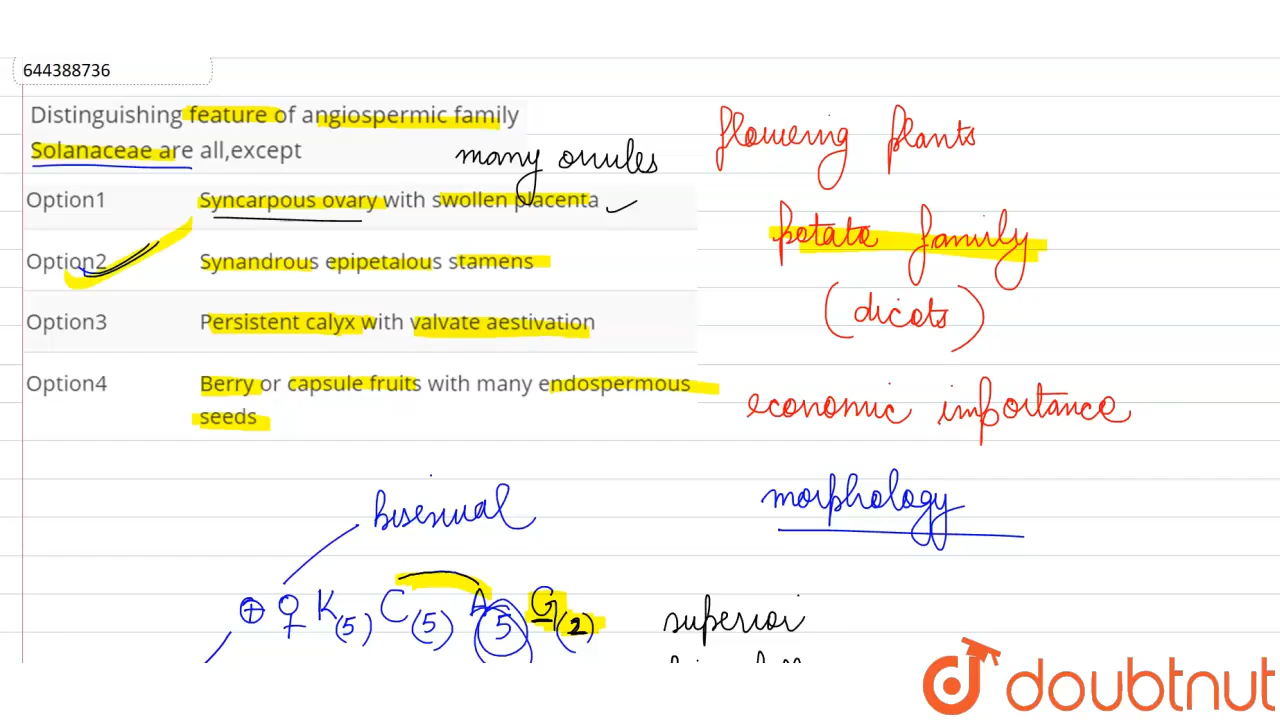 644388736
Distinguishing feature of angiospermic family
Solanaceae are all,except
many ovules
Option1 Syncarpous ovary with swollen placenta
Option2 Synandrous epipetalous stamens
Option3 Persistent calyx with valvate aestivation
Option4 Berry or capsule fruits with many endospermous
seeds
flowering plants
potato family
(dicots)
economic importance
morphology
bisexual
⊕ ♀ K(5) C(5) A5 G(2)
superior
doubtnut